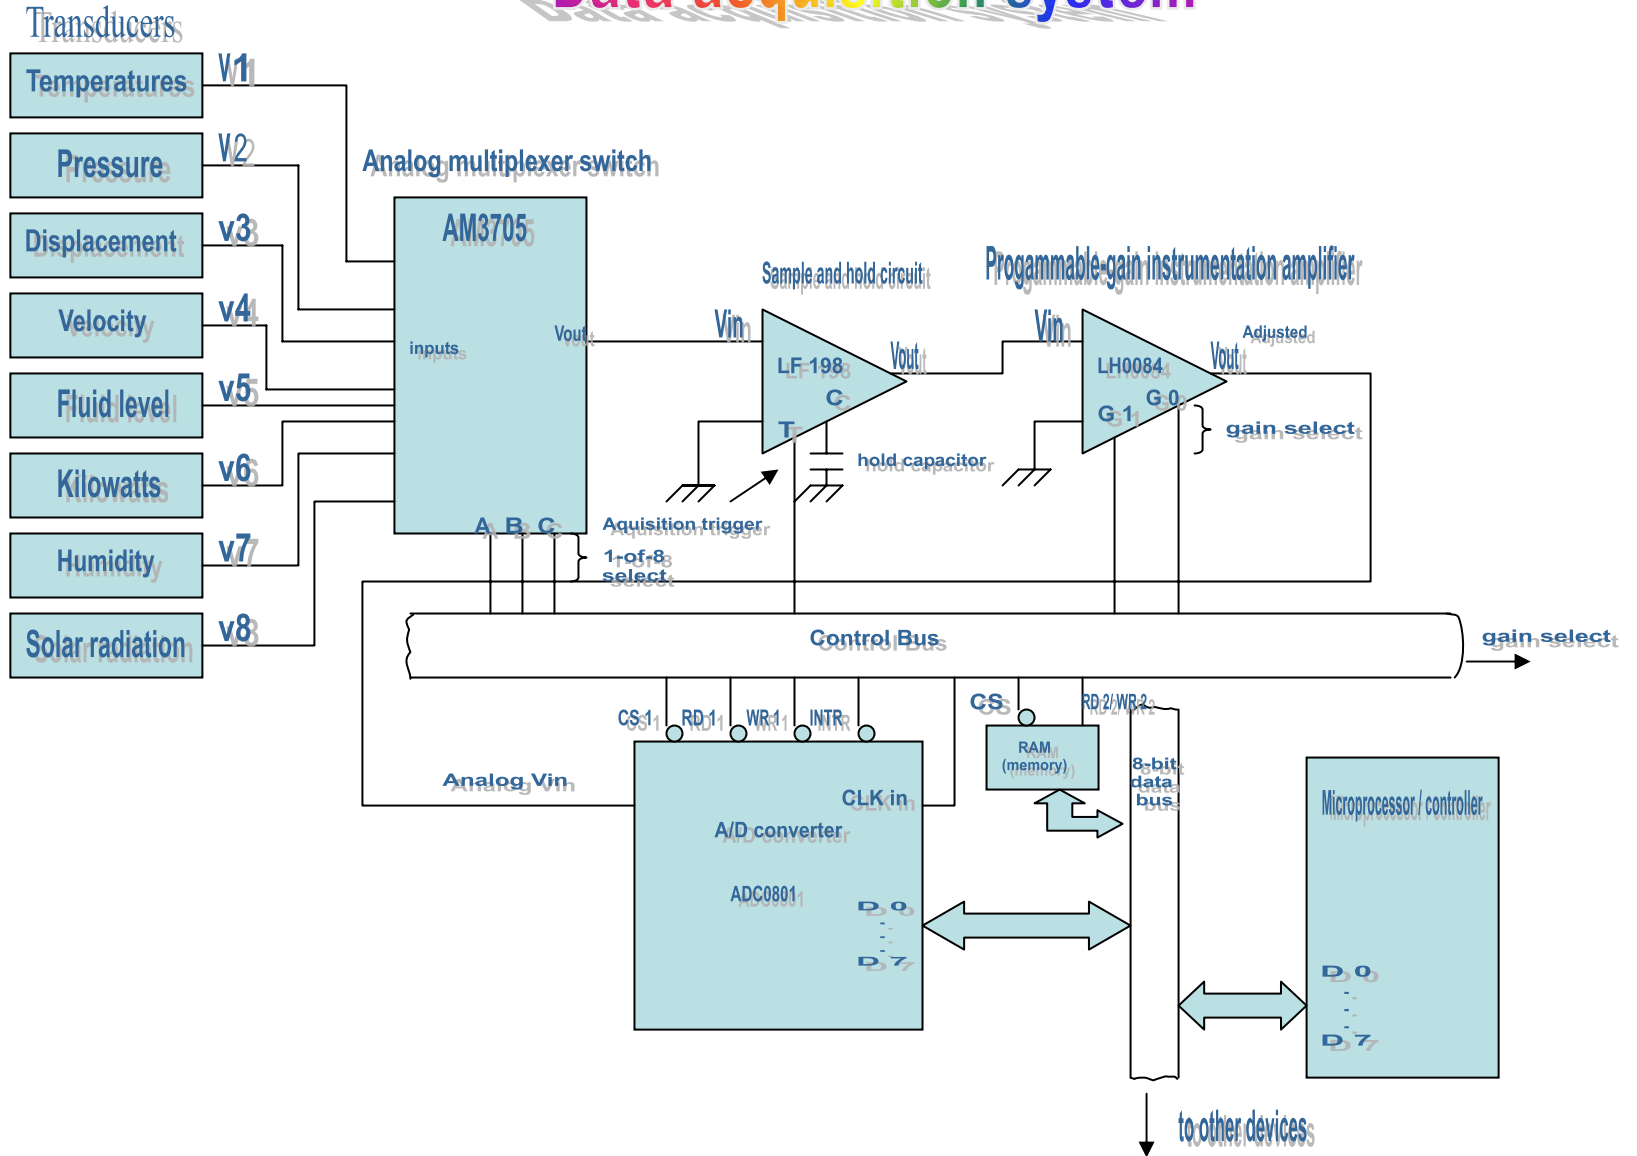 Data acquisition system
Transducers
Temperatures
V1
Pressure
V2
Displacement
v3
Velocity
v4
Fluid level
v5
Kilowatts
v6
Humidity
v7
Solar radiation
v8
Analog multiplexer switch
AM3705
inputs
Vout
A B C
1-of-8
select
Sample and hold circuit
Vin
LF 198
C
T
Vout
hold capacitor
Aquisition trigger
Progammable-gain instrumentation amplifier
Vin
LH0084
G 0
G 1
Vout
Adjusted
gain select
Control Bus
gain select
CS 1 RD 1 WR 1 INTR
CS
RD 2/ WR 2
RAM
(memory)
8-bit
data
bus
Analog Vin
CLK in
A/D converter
ADC0801
D 0
-
-
D 7
Microprocessor / controller
D 0
-
-
-
D 7
to other devices